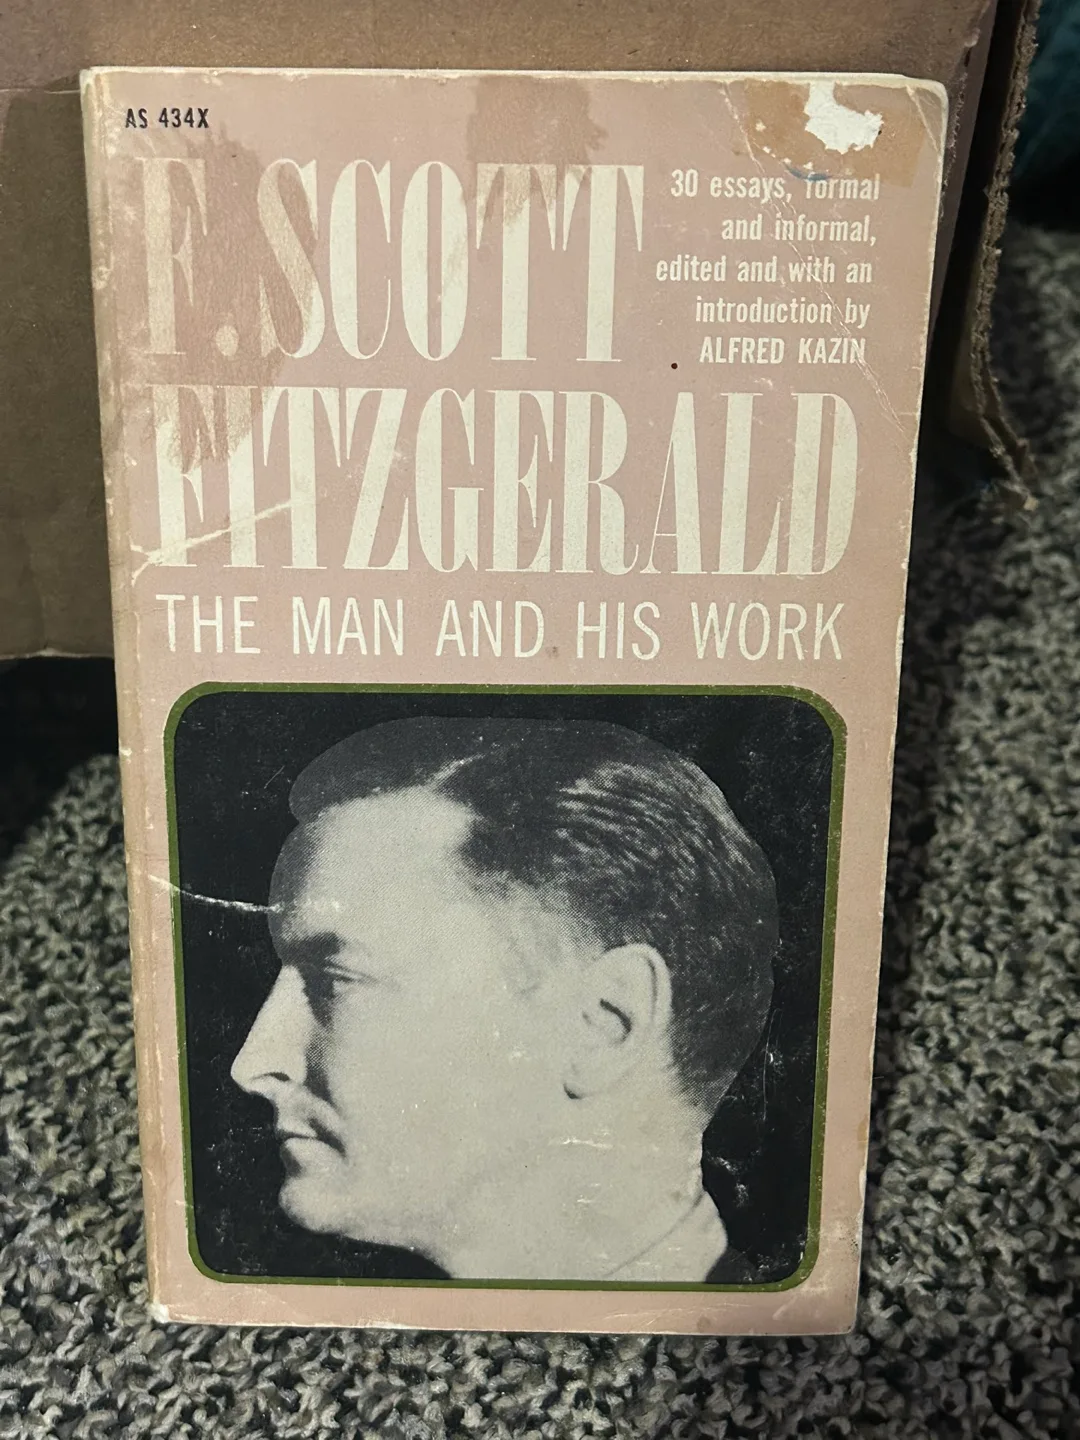 AS 434X
F. SCOTT
FITZGERALD
30 essays, formal
and informal,
edited and with an
introduction by
ALFRED KAZIN
THE MAN AND HIS WORK